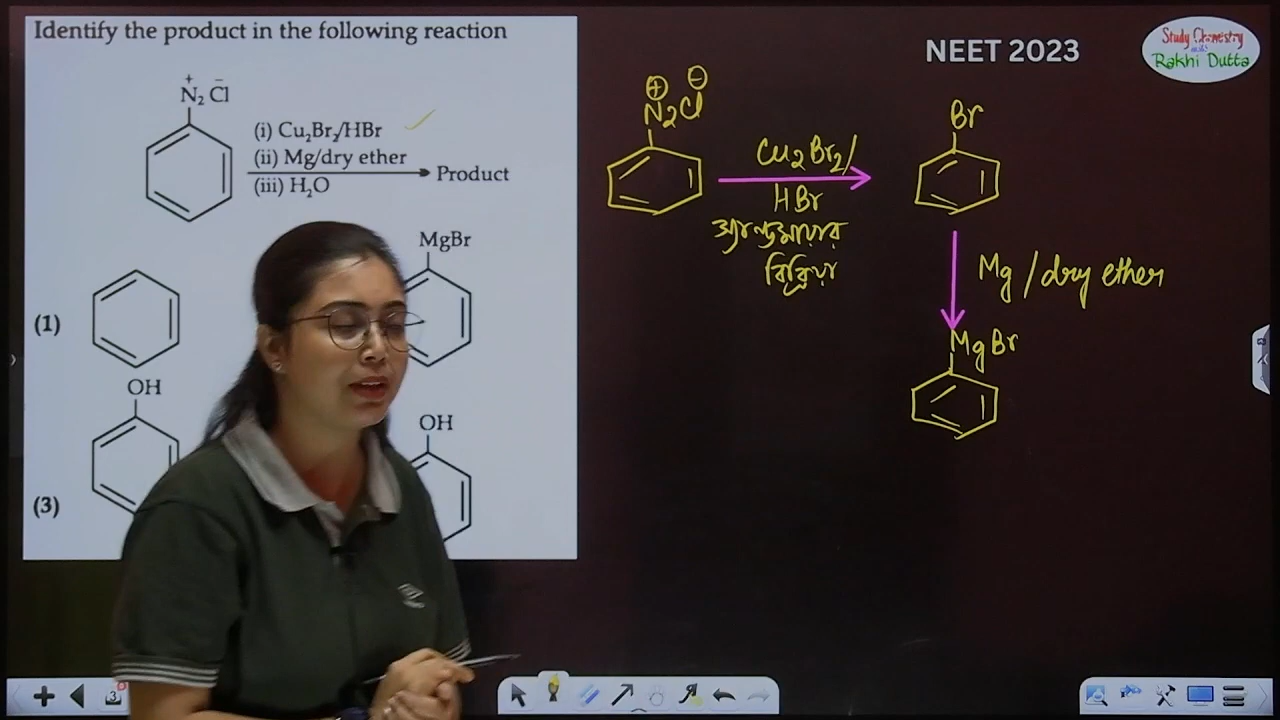 Identify the product in the following reaction
+ -
N₂ Cl
(i) Cu₂Br₂/HBr
(ii) Mg/dry ether
(iii) H₂O
Product
(1)
MgBr
OH
(3)
OH
NEET 2023
Study Chemistry
with
Rakhi Dutta
⊕ ⊖
N₂Cl
Cu₂Br₂/
HBr
স্যান্ডমায়ার
বিক্রিয়া
Br
Mg / dry ether
MgBr
3